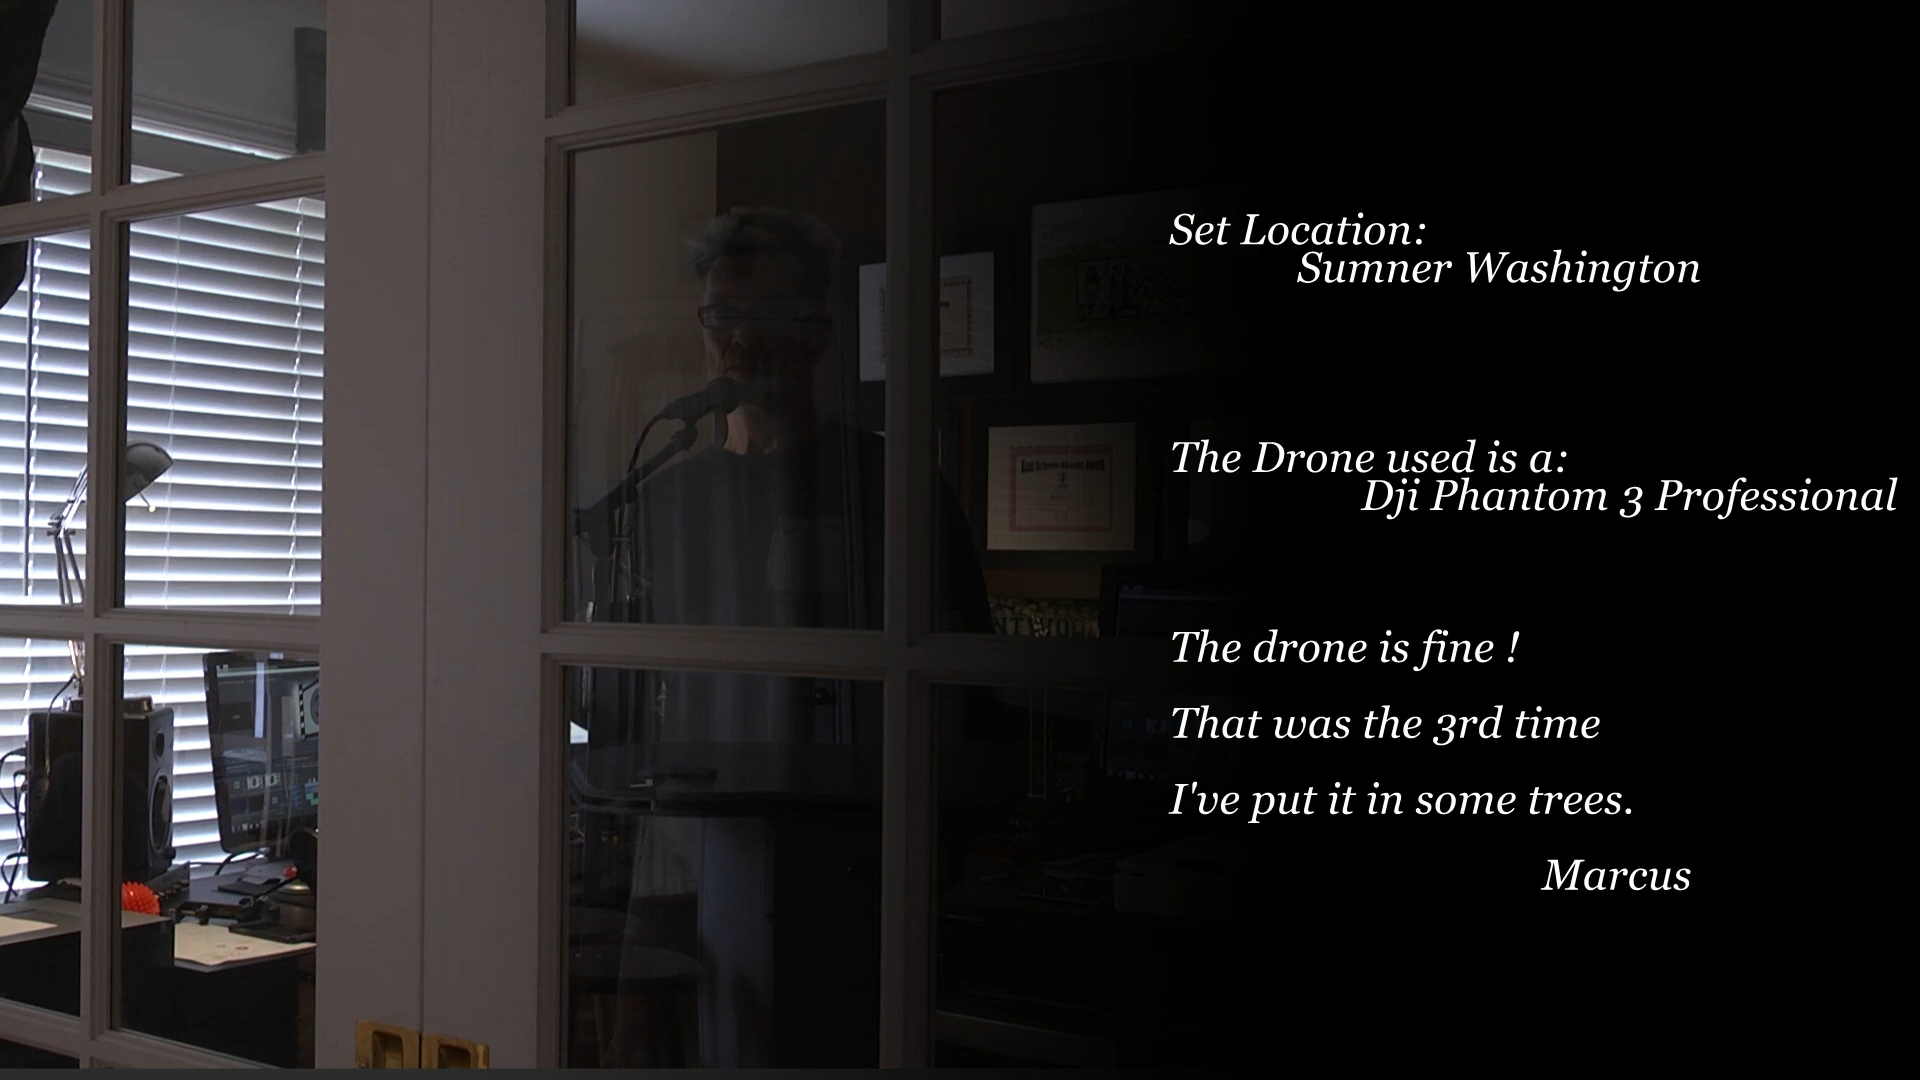 Set Location:
Sumner Washington
The Drone used is a:
Dji Phantom 3 Professional
The drone is fine !
That was the 3rd time
I've put it in some trees.
Marcus